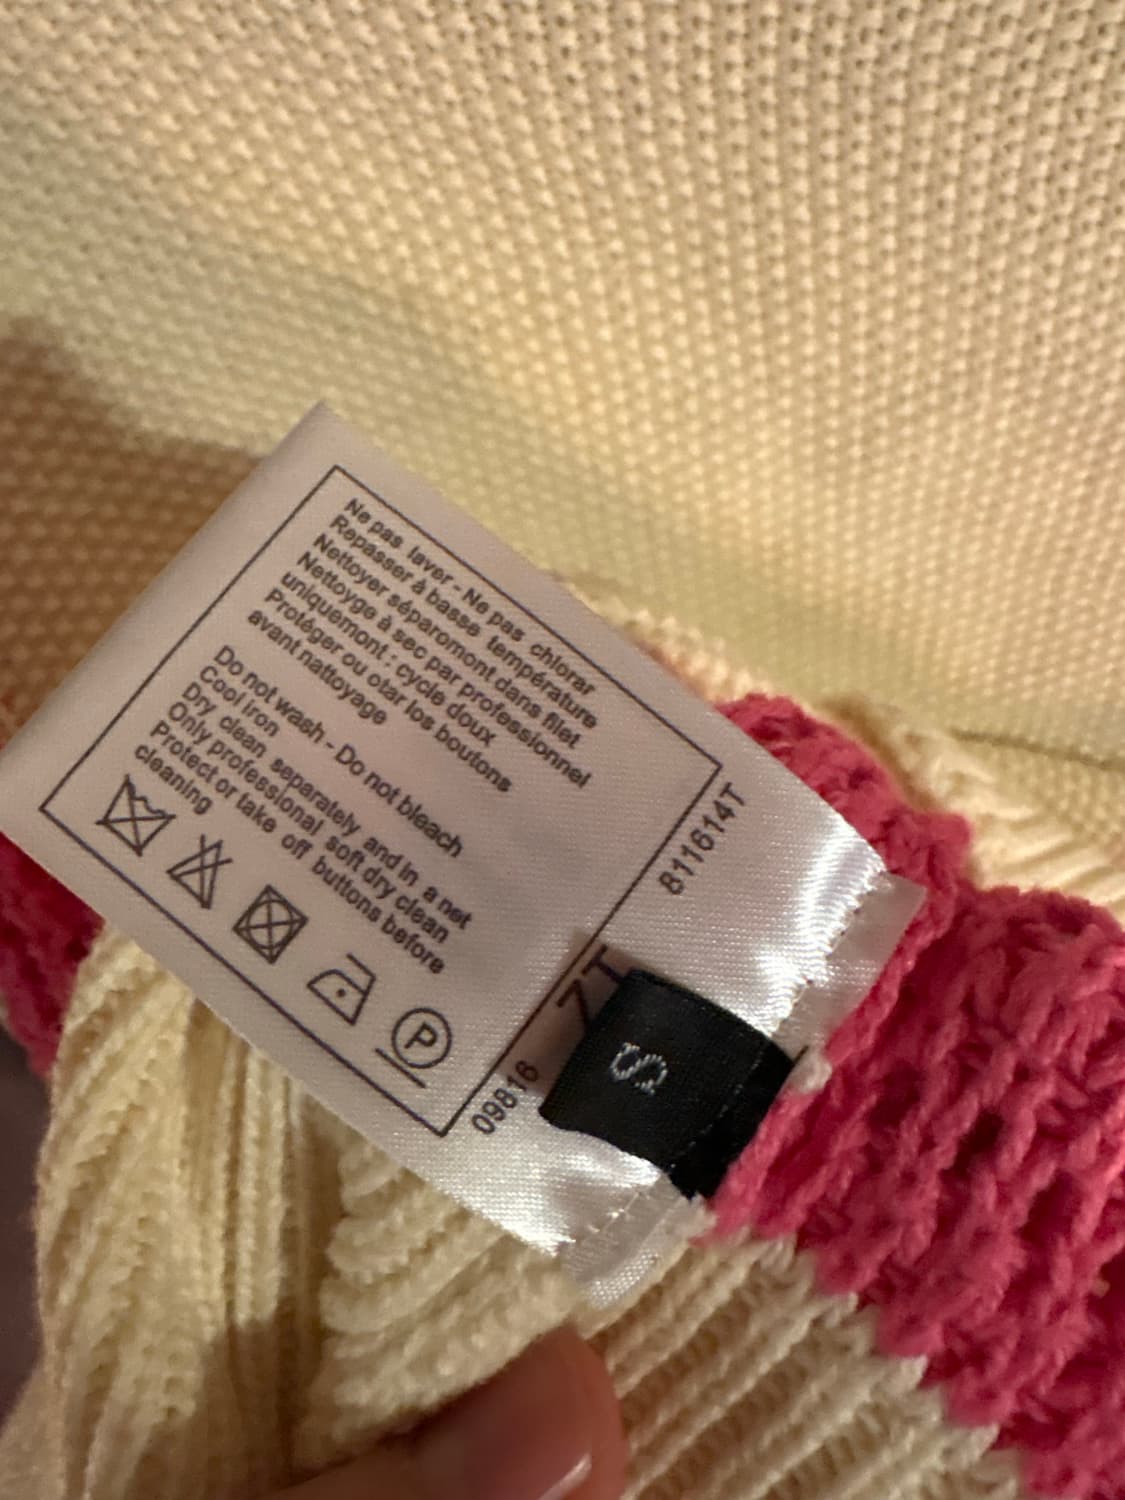 Ne pas laver - Ne pas chlorar
Repasser à basse température
Nettoyer séparomont dans filet
Nettoyge à sec par professionnel
uniquemont : cycle doux
Protéger ou otar los boutons
avant nattoyage
Do not wash - Do not bleach
Cool iron
Dry clean separately and in a net
Only professional soft dry clean
Protect or take off buttons before
cleaning
P
811614T
09816
S